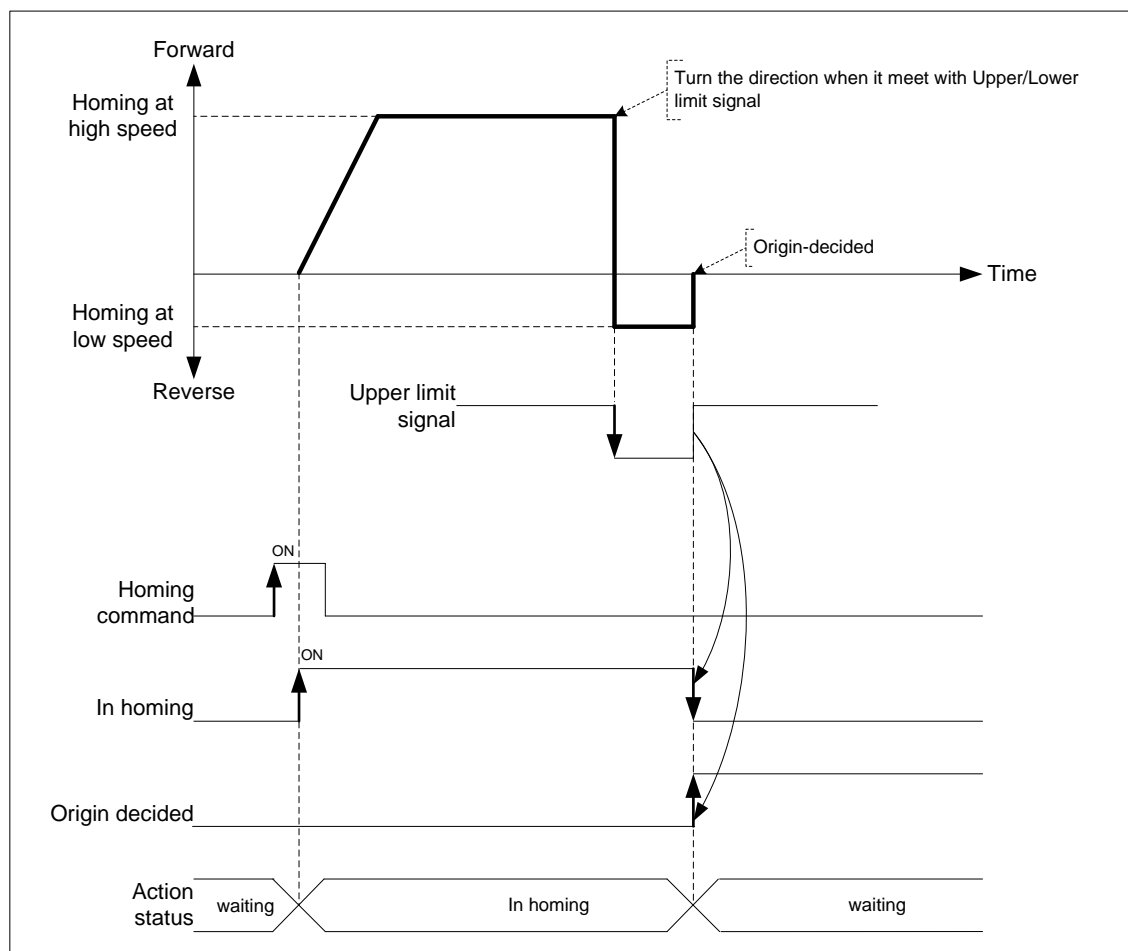 Forward
Turn the direction when it meet with Upper/Lower
limit signal
Homing at
high speed
Origin-decided
Time
Homing at
low speed
Reverse
Upper limit
signal
ON
Homing
command
ON
In homing
Origin decided
Action
status
waiting
In homing
waiting